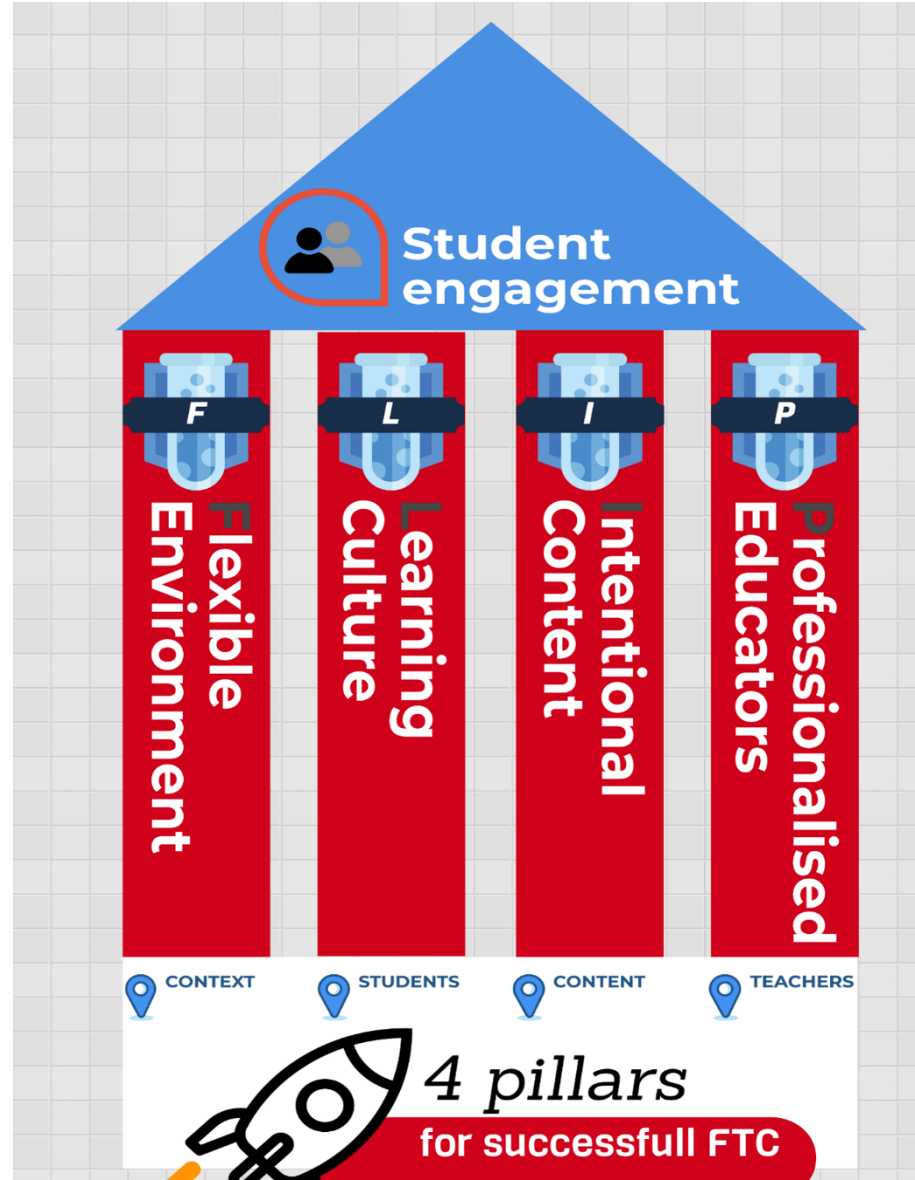 Student
engagement
F
L
I
P
Flexible
Environment
Learning
Culture
Intentional
Content
Professionalised
Educators
CONTEXT
STUDENTS
CONTENT
TEACHERS
4 pillars
for successfull FTC